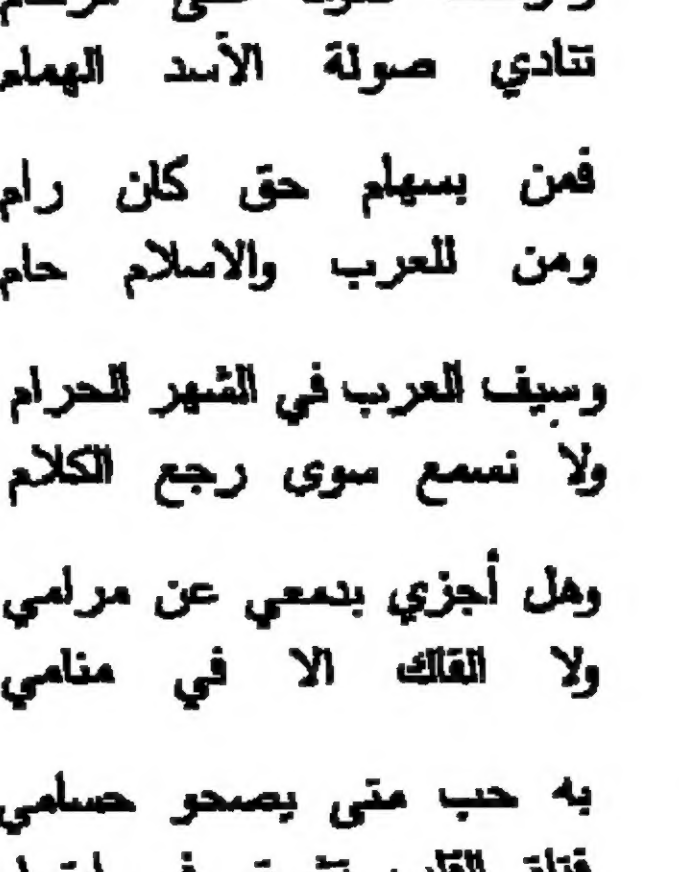 تتادي صولة الأسد الهمام
فمن بسهام حق كان رام
ومن للعرب والاسلام حام
وسيف العرب في الشهر الحرام
ولا نسمع سوى رجع الكلام
وهل أجزي بدمعي عن مرامي
ولا القاك الا في منامي
به حب متى يصحو حسامي